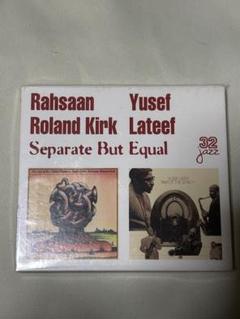 Rahsaan Yusef
Roland Kirk Lateef
Separate But Equal
32
jazz